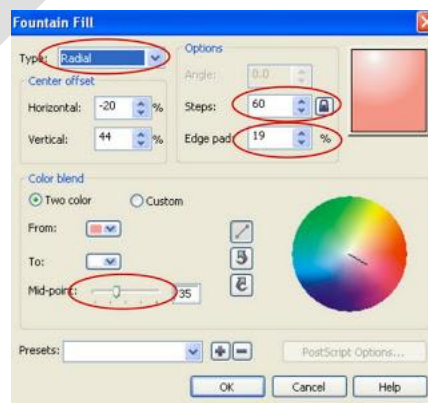 Fountain Fill
Type: Radial
Options
Angle: 0.0
Center offset
Horizontal: -20 %
Steps: 60
Vertical: 44 %
Edge pad: 19 %
Color blend
Two color Custom
From:
To:
Mid-point: 35
Presets:
PostScript Options...
OK Cancel Help